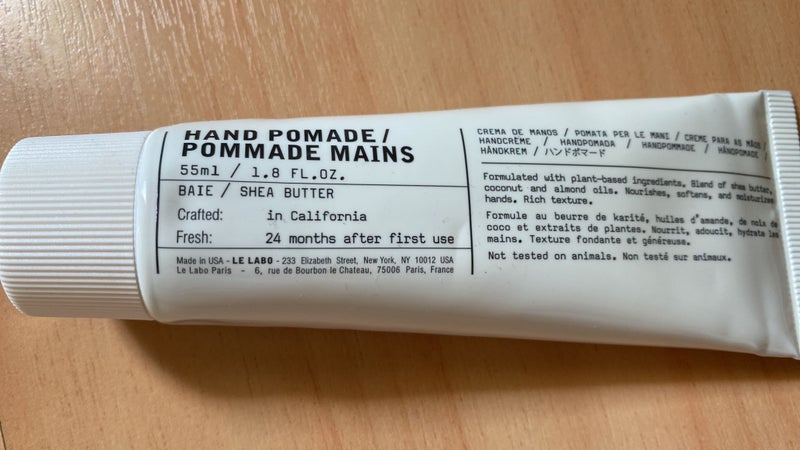 HAND POMADE/
POMMADE MAINS
55ml / 1.8 FL.OZ.
BAIE / SHEA BUTTER
Crafted: in California
Fresh: 24 months after first use
Made in USA - LE LABO - 233 Elizabeth Street, New York, NY 10012 USA
Le Labo Paris - 6, rue de Bourbon le Chateau, 75006 Paris, France
CREMA DE MANOS / POMATA PER LE MANI / CREME PARA AS MÃOS /
HANDCRÈME / HANDPOMADA / HANDPOMMADE / HÅNDPOMADE /
HÅNDKREM / ハンドポマード
Formulated with plant-based ingredients. Blend of shea butter,
coconut and almond oils. Nourishes, softens, and moisturizes
hands. Rich texture.
Formule au beurre de karité, huiles d'amande, de noix de
coco et extraits de plantes. Nourrit, adoucit, hydrate les
mains. Texture fondante et généreuse.
Not tested on animals. Non testé sur animaux.